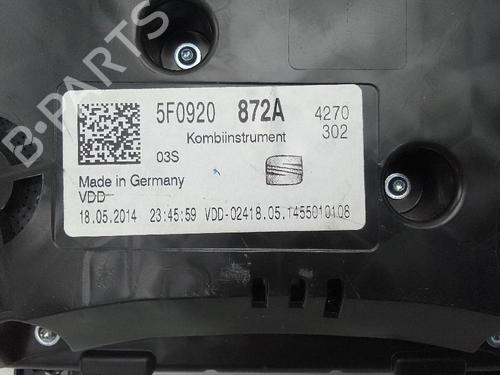 B-PARTS
5F0920 872A 4270
Kombiinstrument 302
03S
Made in Germany
VDD
18.05.2014 23:45:59 VDD-02418.05.1455010108